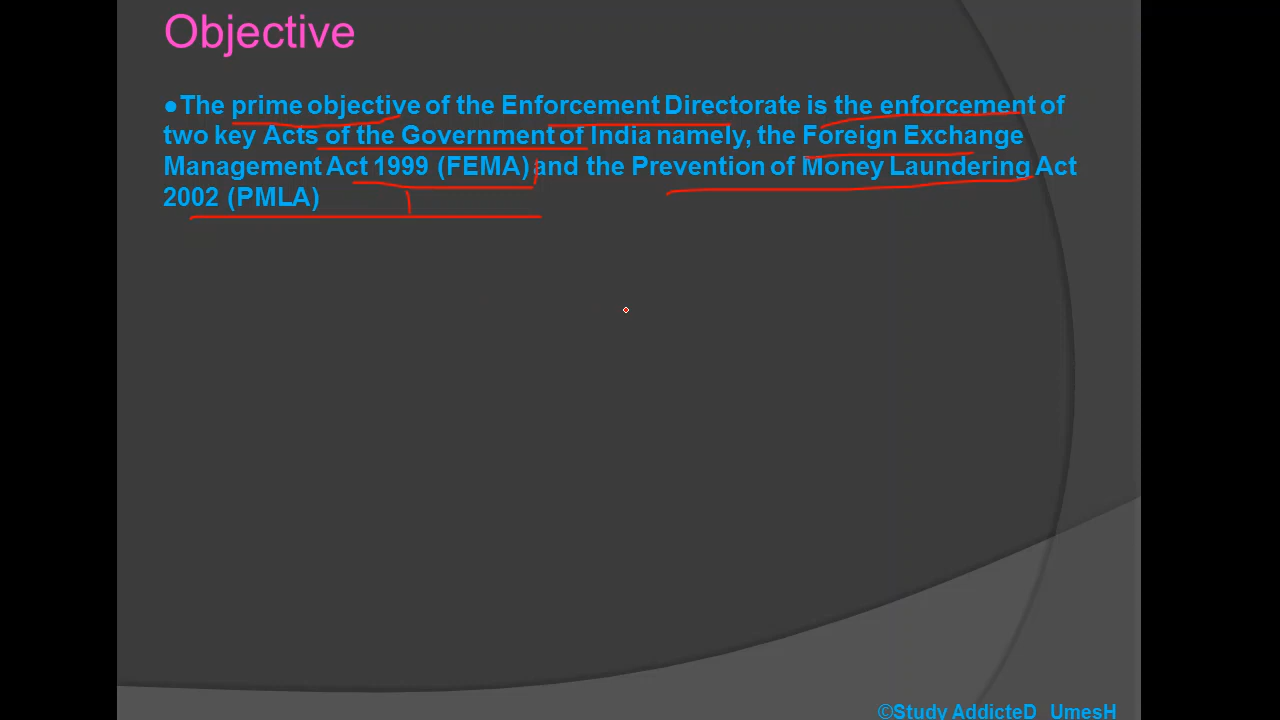 Objective
●The prime objective of the Enforcement Directorate is the enforcement of
two key Acts of the Government of India namely, the Foreign Exchange
Management Act 1999 (FEMA) and the Prevention of Money Laundering Act
2002 (PMLA)
©Study AddicteD_UmesH